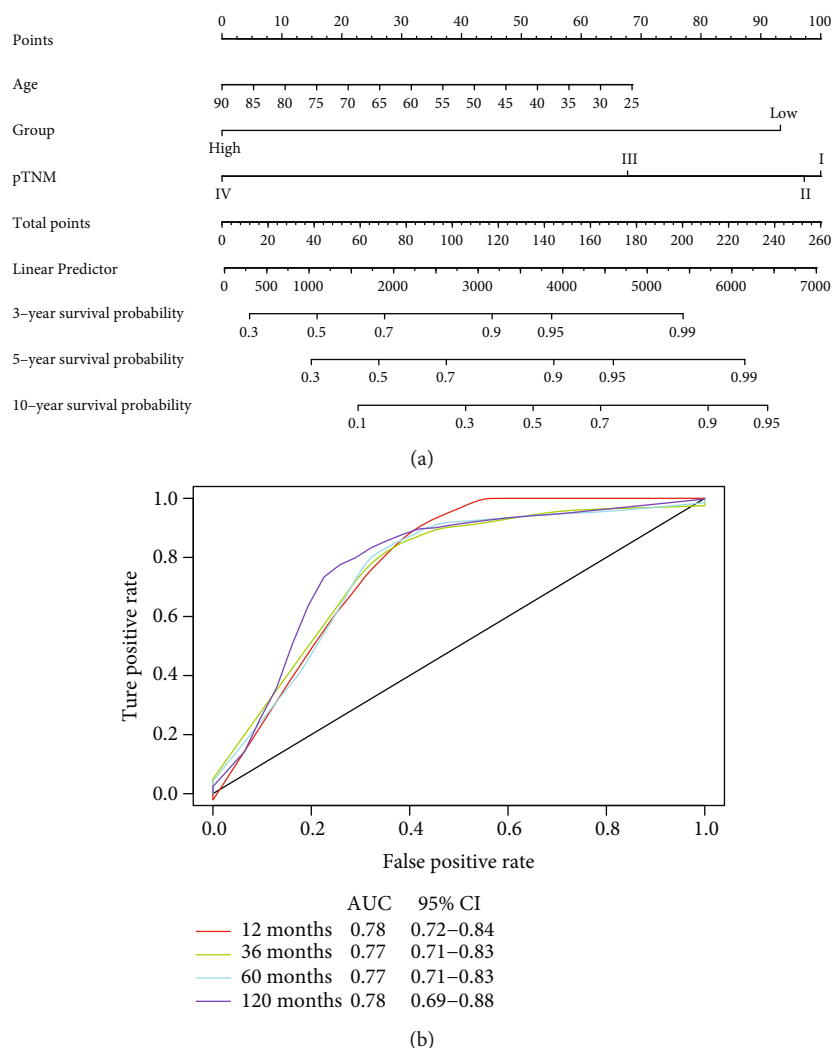 Points 0 10 20 30 40 50 60 70 80 90 100
Age
90 85 80 75 70 65 60 55 50 45 40 35 30 25
Low
Group
High
III I
pTNM
IV II
Total points
0 20 40 60 80 100 120 140 160 180 200 220 240 260
Linear Predictor
0 500 1000 2000 3000 4000 5000 6000 7000
3–year survival probability
0.3 0.5 0.7 0.9 0.95 0.99
5–year survival probability
0.3 0.5 0.7 0.9 0.95 0.99
10–year survival probability
0.1 0.3 0.5 0.7 0.9 0.95
(a)
1.0
0.8
0.6
0.4
0.2
0.0
Ture positive rate
0.0 0.2 0.4 0.6 0.8 1.0
False positive rate
AUC 95% CI
12 months 0.78 0.72–0.84
36 months 0.77 0.71–0.83
60 months 0.77 0.71–0.83
120 months 0.78 0.69–0.88
(b)